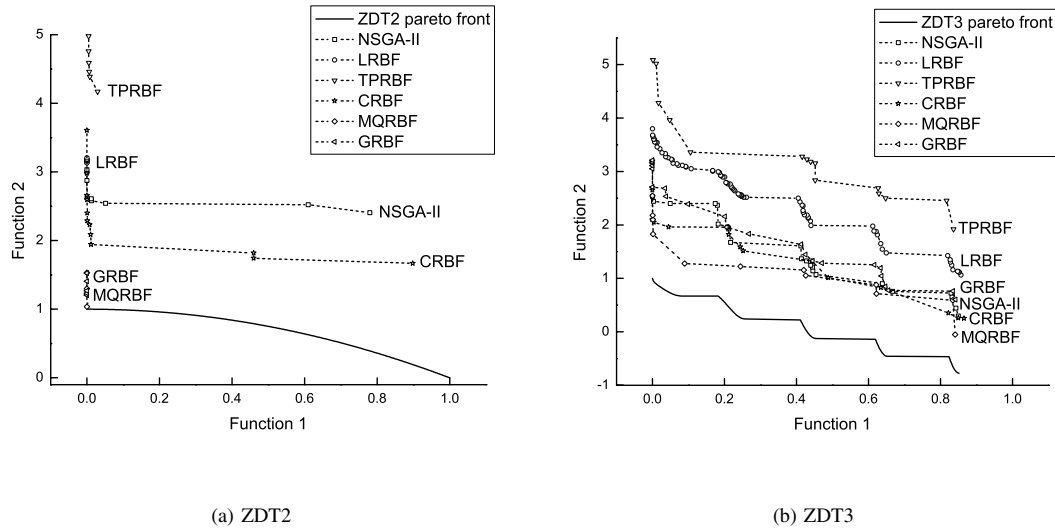 ZDT2 pareto front
NSGA-II
LRBF
TPRBF
CRBF
MQRBF
GRBF
5
4
3
2
1
0
Function 2
TPRBF
LRBF
NSGA-II
CRBF
GRBF
MQRBF
0.0 0.2 0.4 0.6 0.8 1.0
Function 1
(a) ZDT2
ZDT3 pareto front
NSGA-II
LRBF
TPRBF
CRBF
MQRBF
GRBF
5
4
3
2
1
0
-1
Function 2
TPRBF
LRBF
GRBF
NSGA-II
CRBF
MQRBF
0.0 0.2 0.4 0.6 0.8 1.0
Function 1
(b) ZDT3